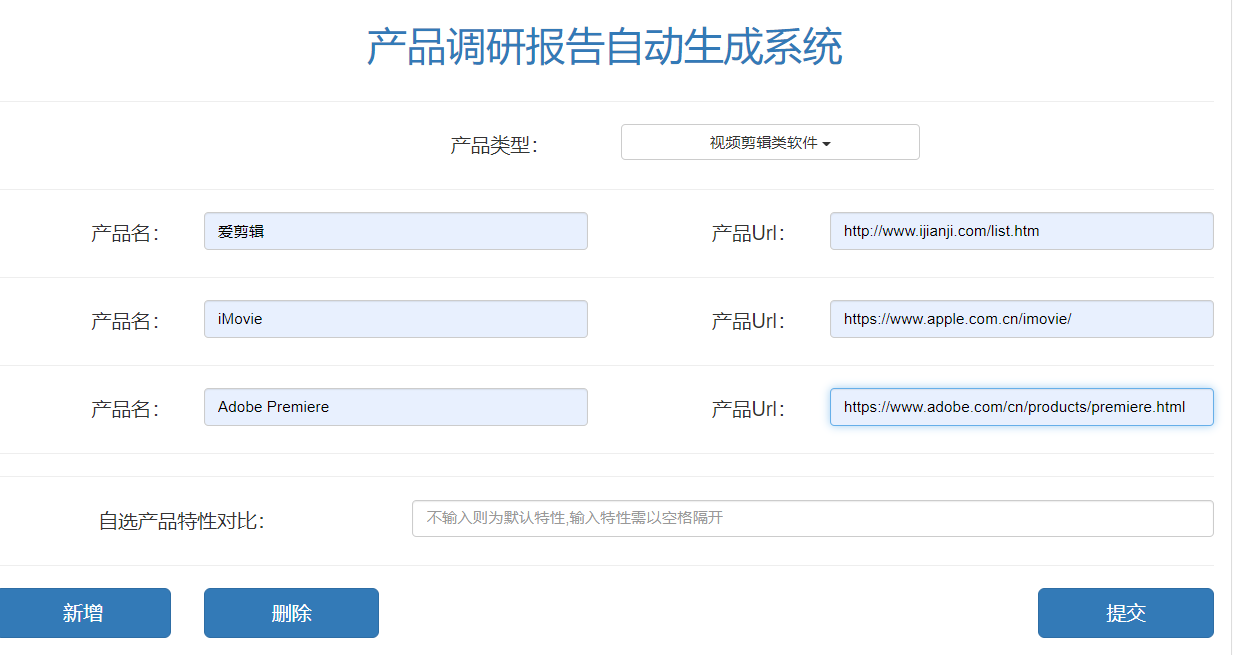 产品调研报告自动生成系统
产品类型：
视频剪辑类软件
产品名：
爱剪辑
产品Url：
http://www.ijianji.com/list.htm
产品名：
iMovie
产品Url：
https://www.apple.com.cn/imovie/
产品名：
Adobe Premiere
产品Url：
https://www.adobe.com/cn/products/premiere.html
自选产品特性对比：
不输入则为默认特性,输入特性需以空格隔开
新增
删除
提交